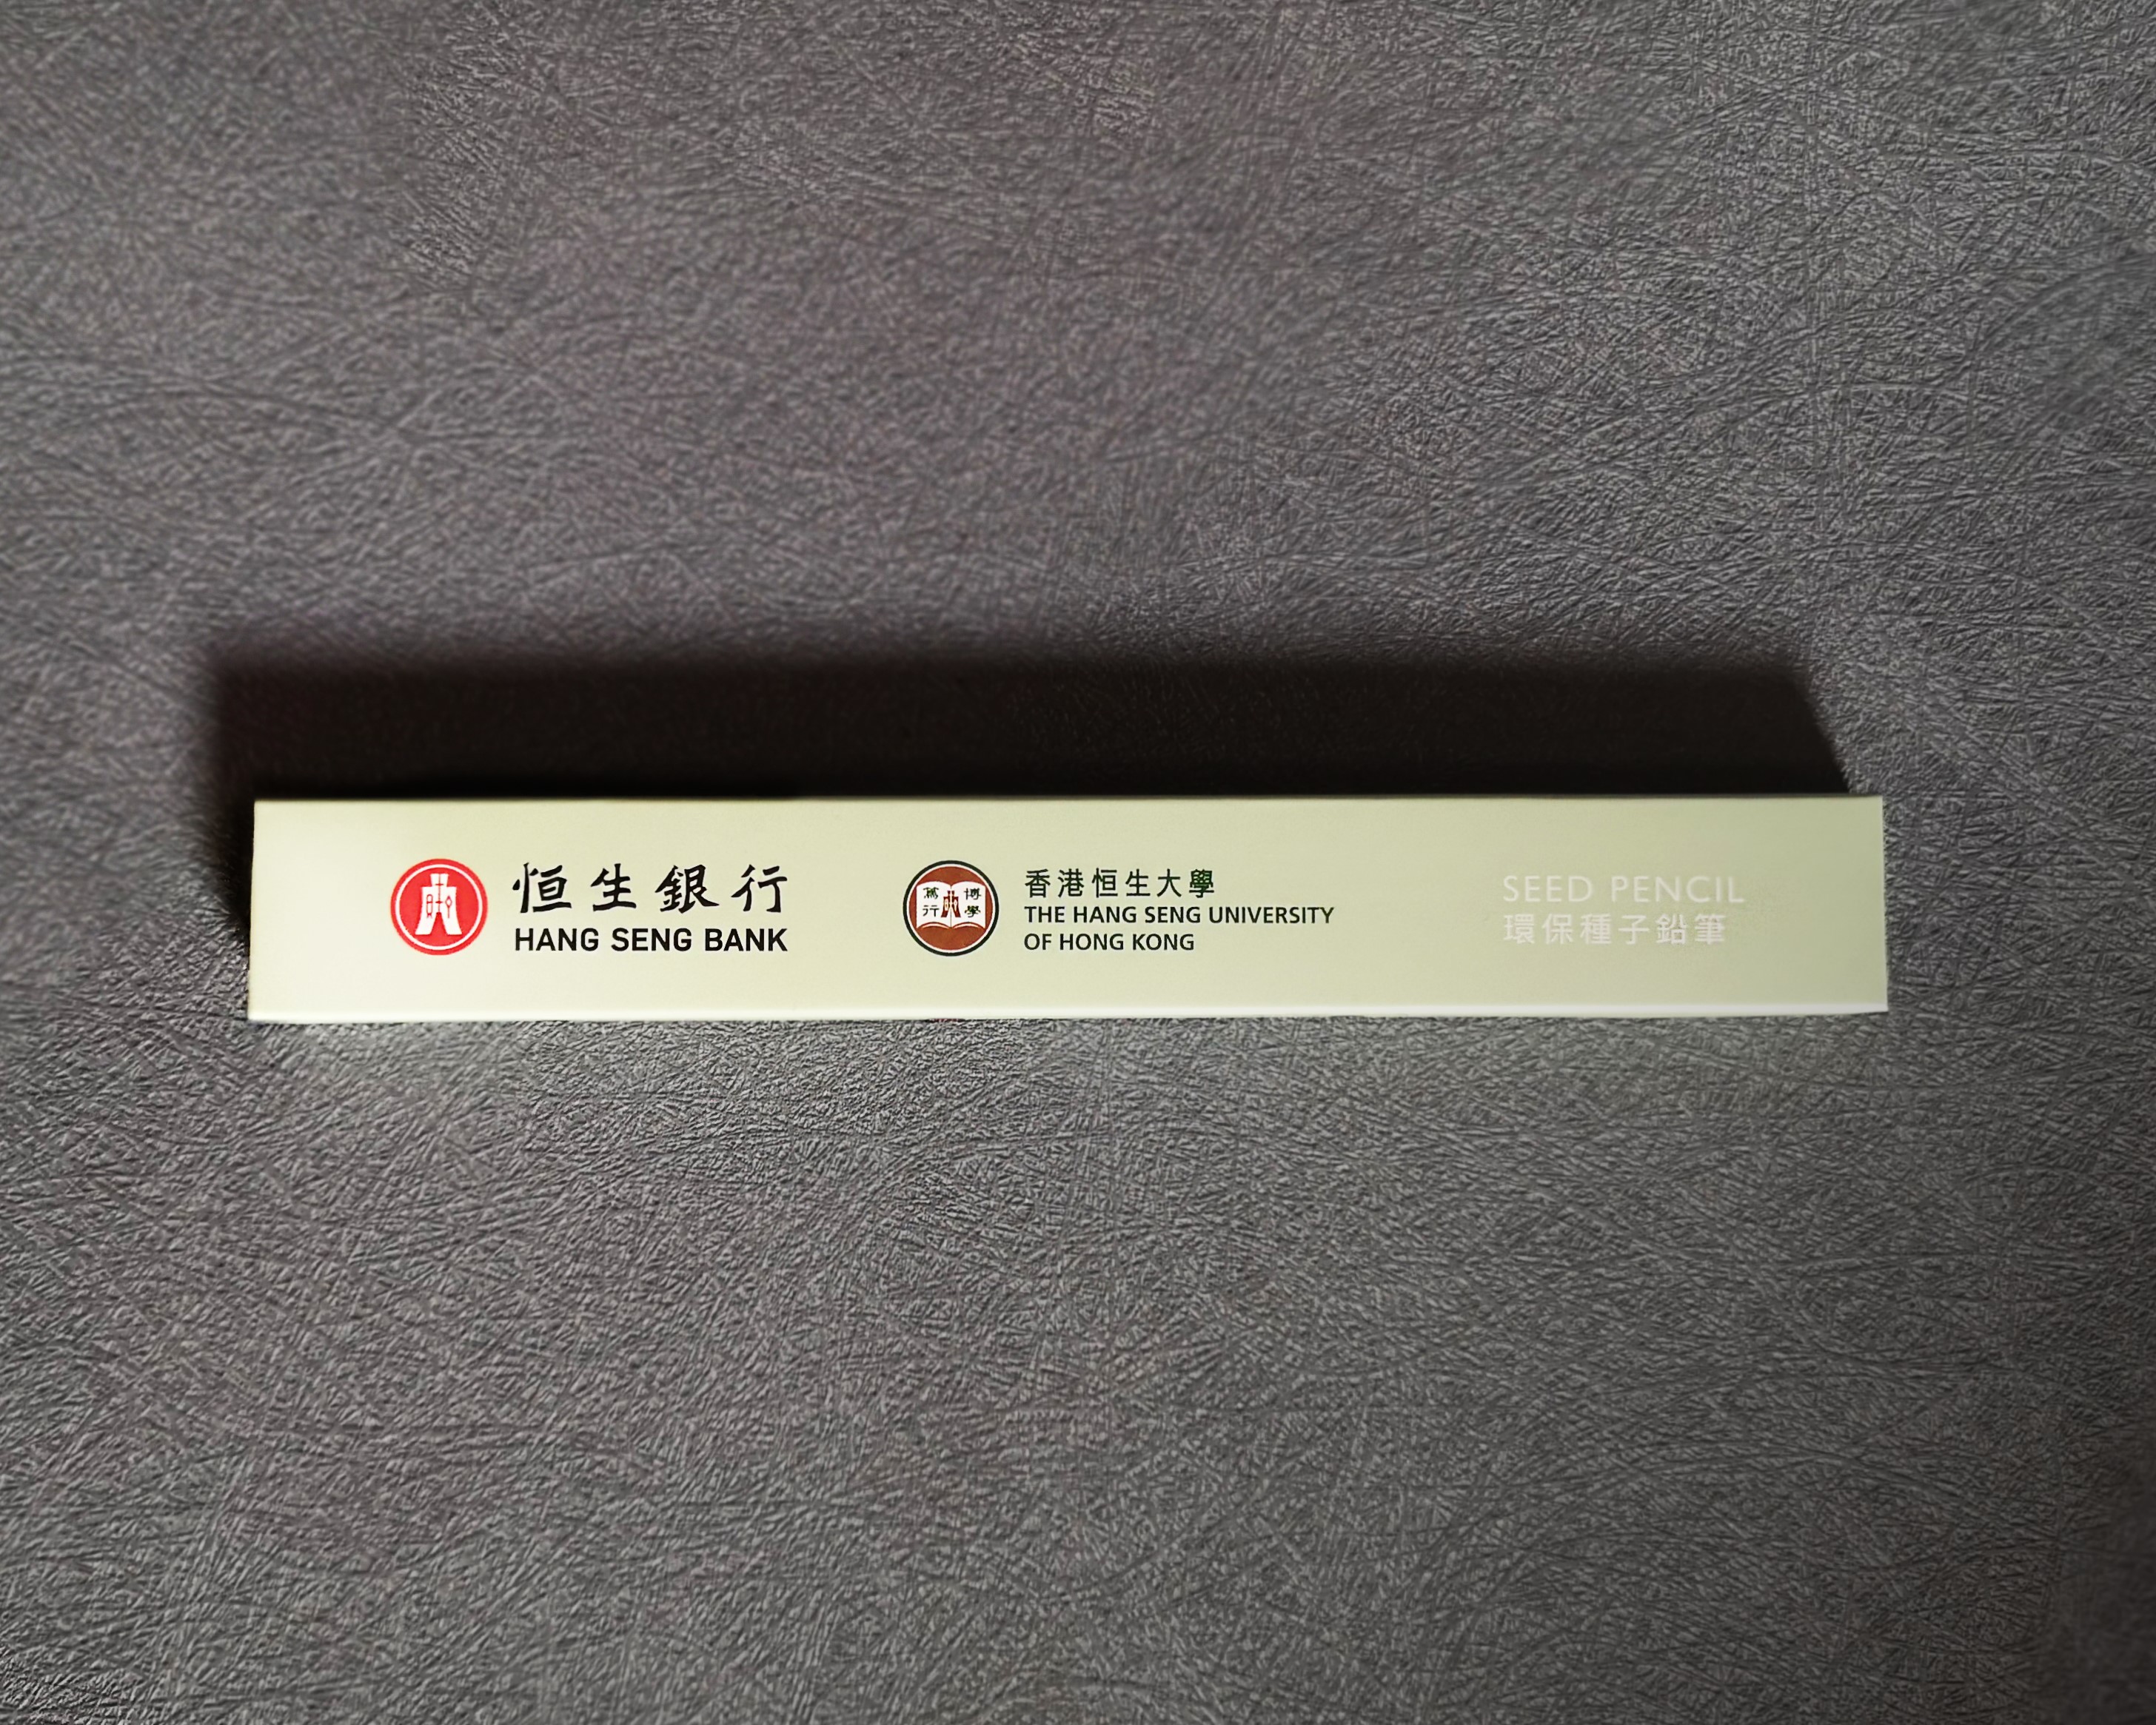 恒生銀行
HANG SENG BANK
篤行
博學
香港恒生大學
THE HANG SENG UNIVERSITY
OF HONG KONG
SEED PENCIL
環保種子鉛筆